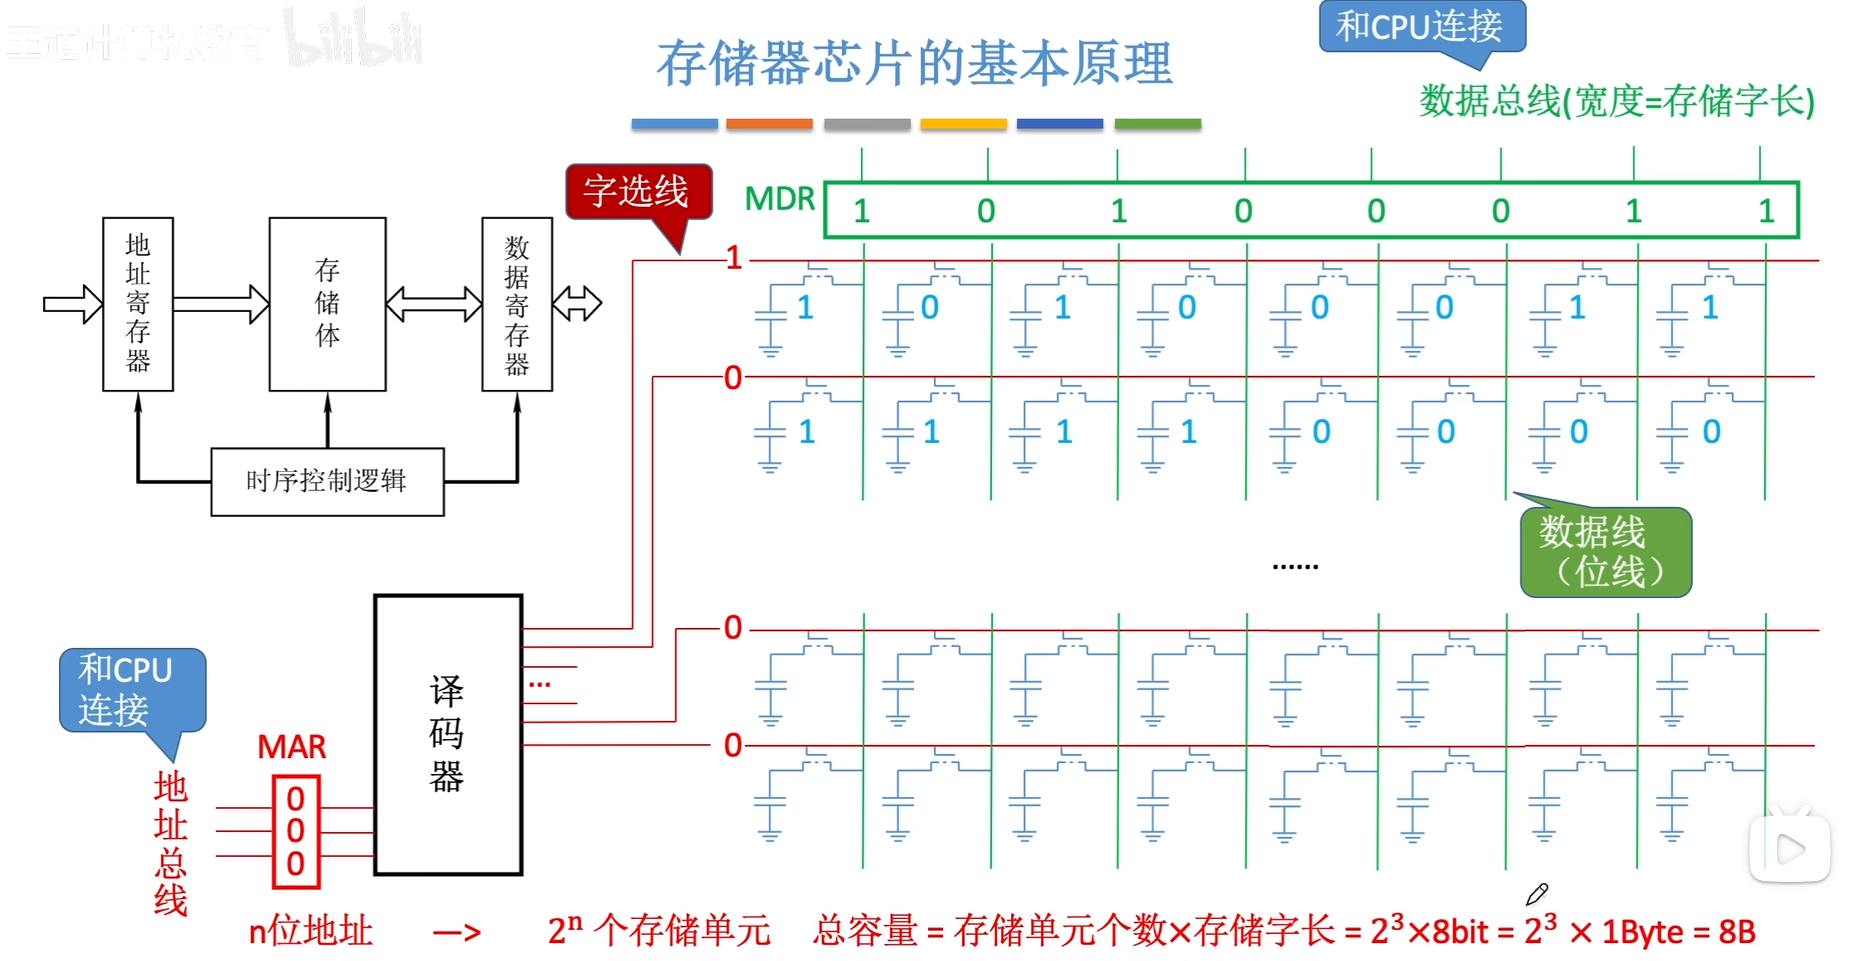 王道计算机教育 bilibili
存储器芯片的基本原理
和CPU连接
数据总线(宽度=存储字长)
字选线
MDR
1 0 1 0 0 0 1 1
地址寄存器
存储体
数据寄存器
时序控制逻辑
1
1 0 1 0 0 0 1 1
0
1 1 1 1 0 0 0 0
数据线
（位线）
......
0
0
译码器
...
和CPU
连接
MAR
地址总线
0
0
0
n位地址 —> 2ⁿ 个存储单元 总容量 = 存储单元个数×存储字长 = 2³×8bit = 2³ × 1Byte = 8B